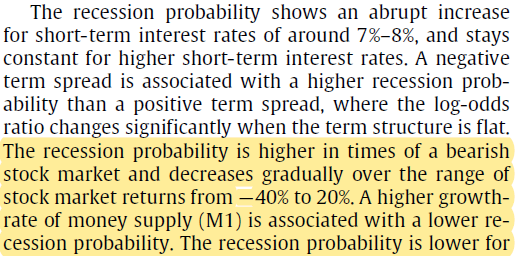 The recession probability shows an abrupt increase
for short-term interest rates of around 7%–8%, and stays
constant for higher short-term interest rates. A negative
term spread is associated with a higher recession prob-
ability than a positive term spread, where the log-odds
ratio changes significantly when the term structure is flat.
The recession probability is higher in times of a bearish
stock market and decreases gradually over the range of
stock market returns from −40% to 20%. A higher growth-
rate of money supply (M1) is associated with a lower re-
cession probability. The recession probability is lower for